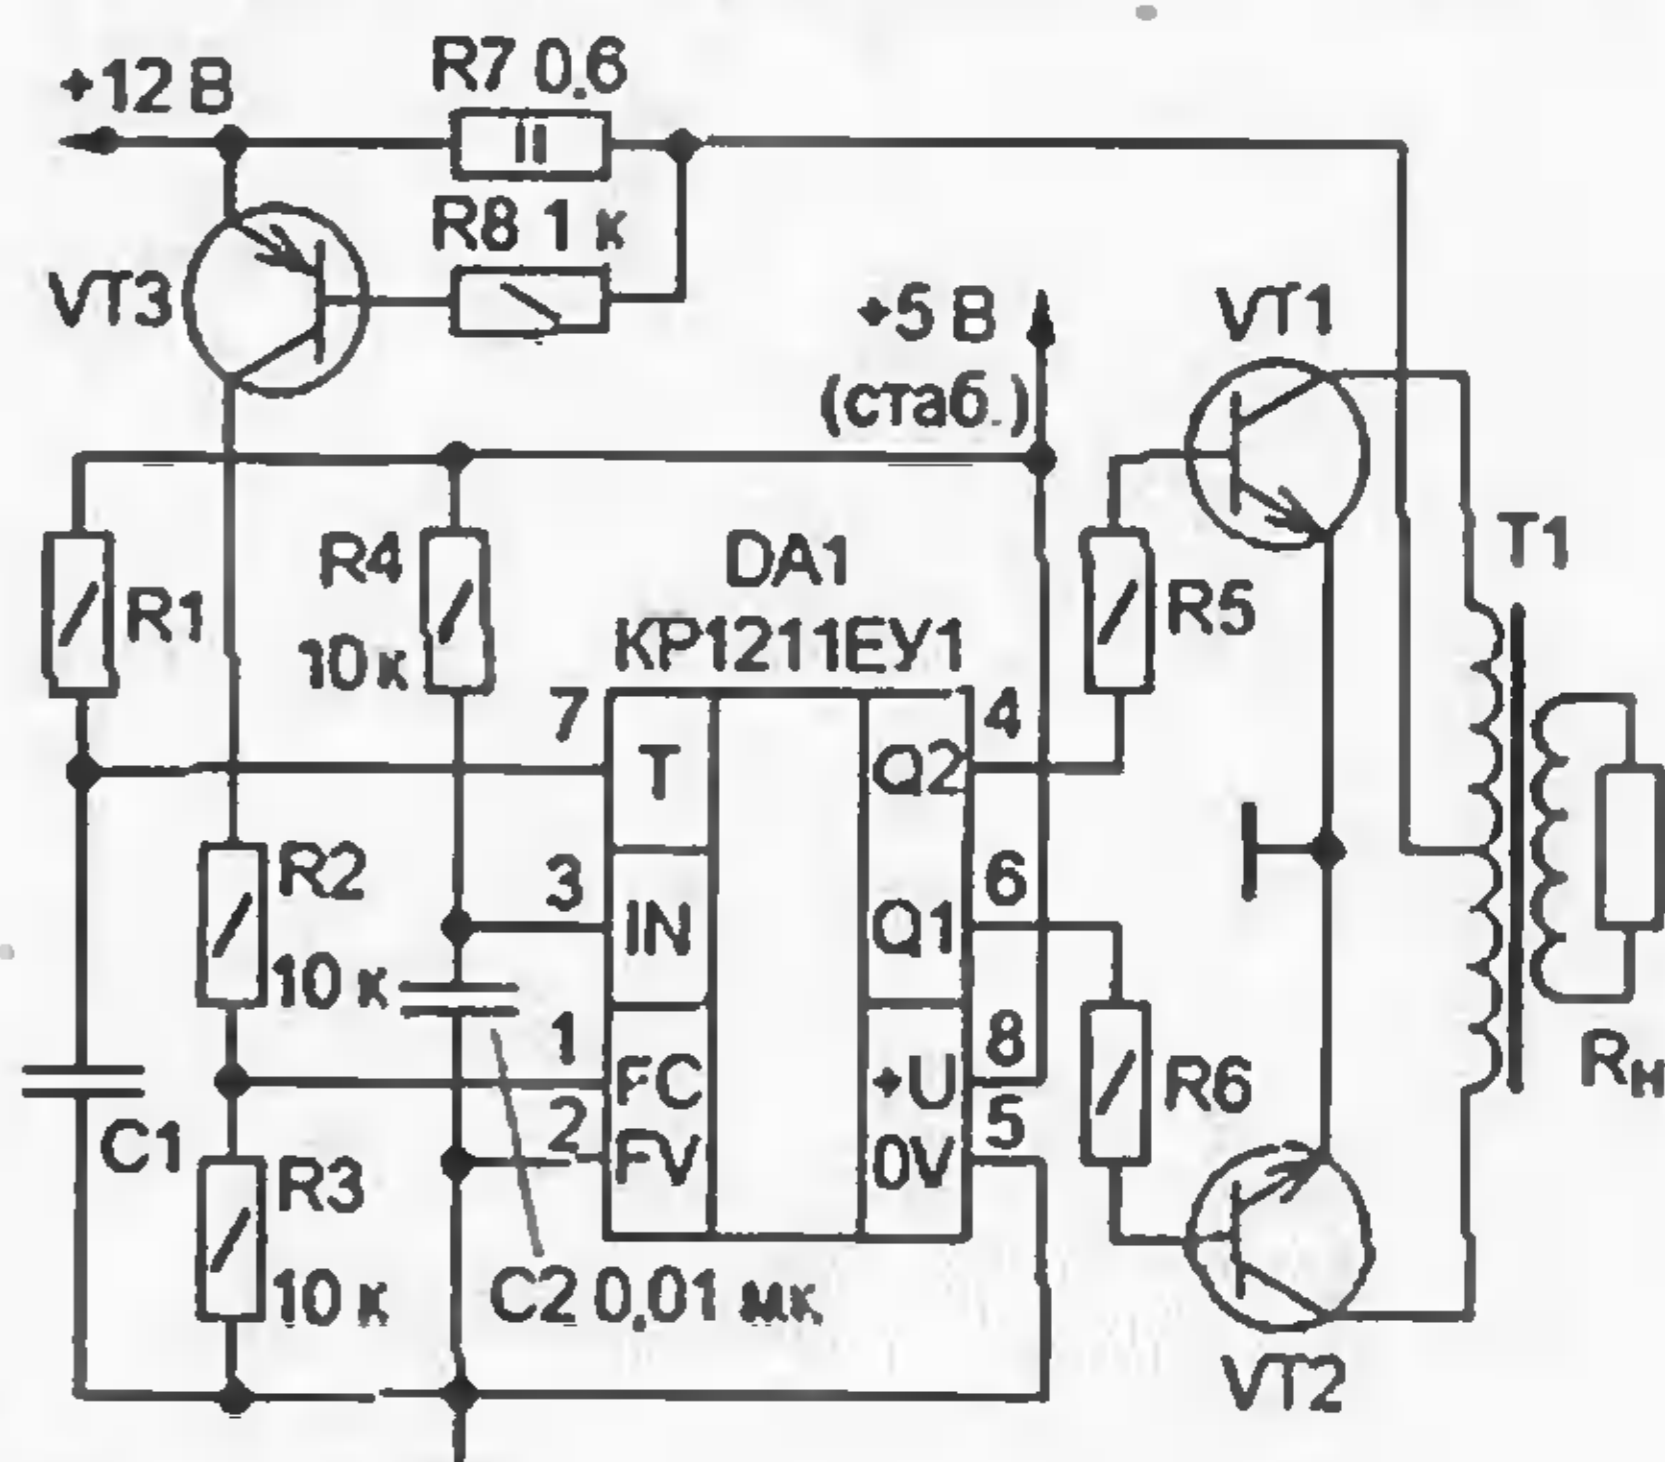 +12 В
R7 0,6
R8 1 к
VT3
+5 В
(стаб.)
VT1
R1
R4
10 к
DA1
КР1211ЕУ1
R5
T1
7
T
Q2
4
R2
10 к
3
IN
Q1
6
1
FC
+U
8
2
FV
0V
5
R6
Rн
C1
R3
10 к
C2 0,01 мк
VT2